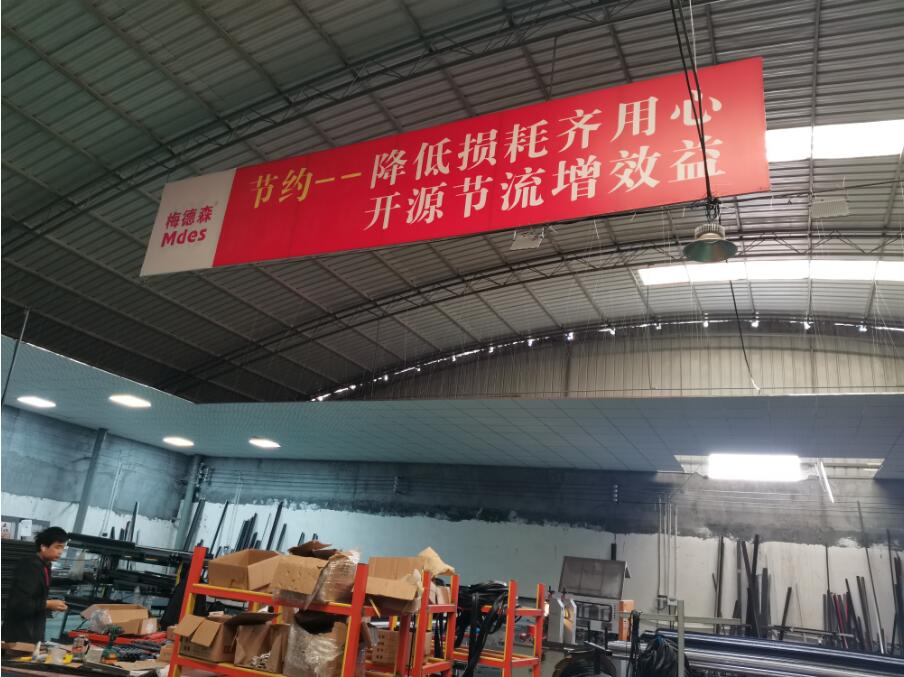 梅德森
Mdes
节约--降低损耗齐用心
开源节流增效益